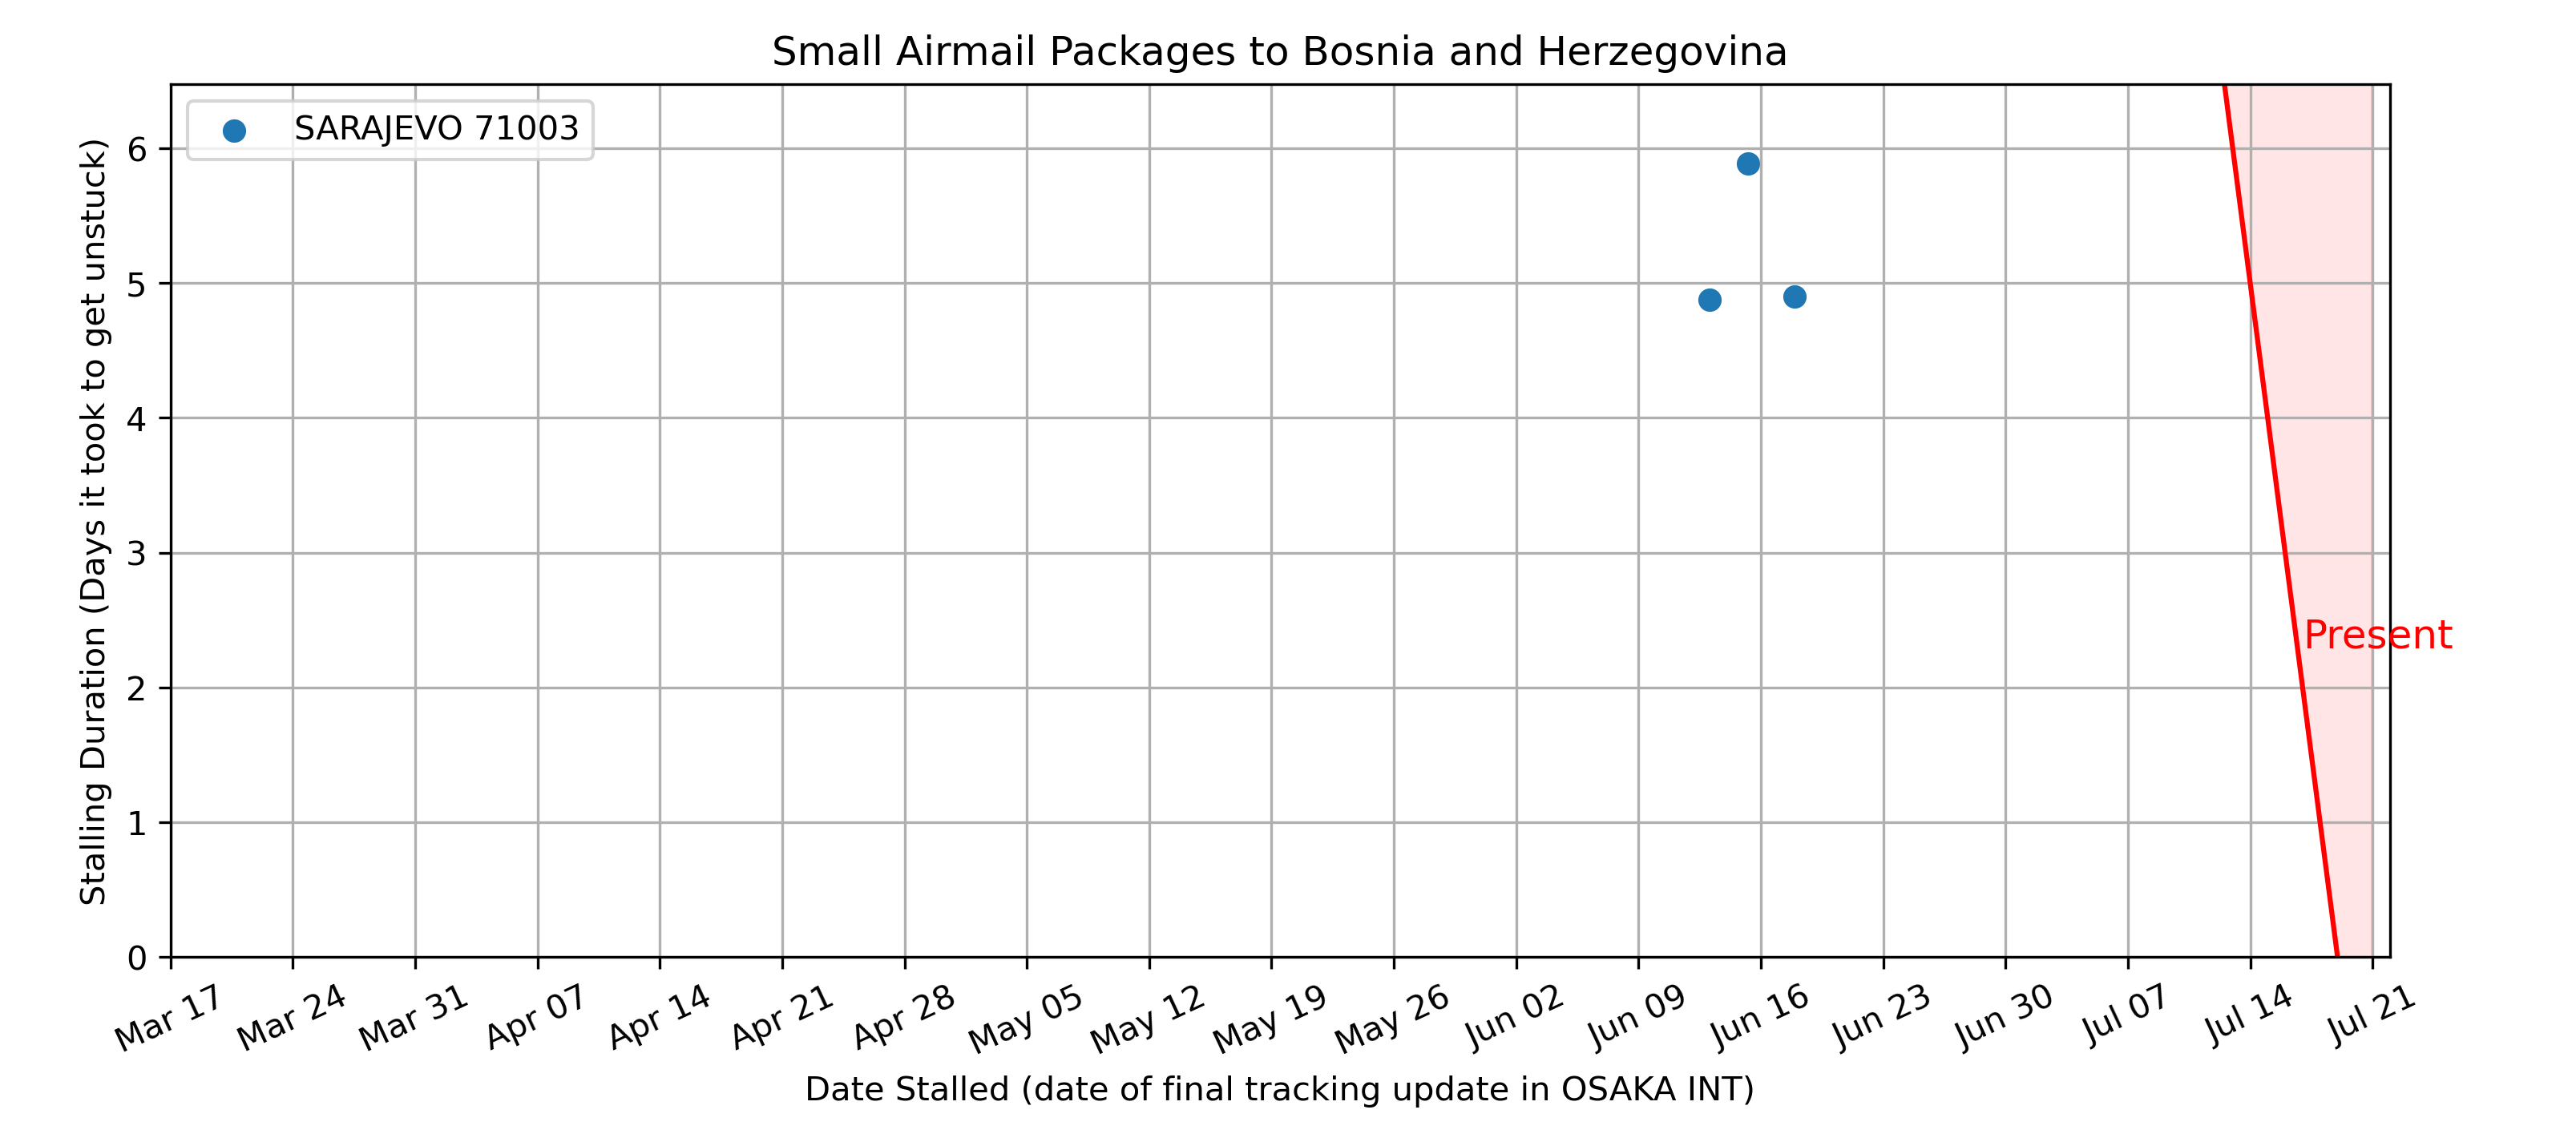 Small Airmail Packages to Bosnia and Herzegovina
SARAJEVO 71003
Stalling Duration (Days it took to get unstuck)
6
5
4
3
2
1
0
Present
Mar 17
Mar 24
Mar 31
Apr 07
Apr 14
Apr 21
Apr 28
May 05
May 12
May 19
May 26
Jun 02
Jun 09
Jun 16
Jun 23
Jun 30
Jul 07
Jul 14
Jul 21
Date Stalled (date of final tracking update in OSAKA INT)